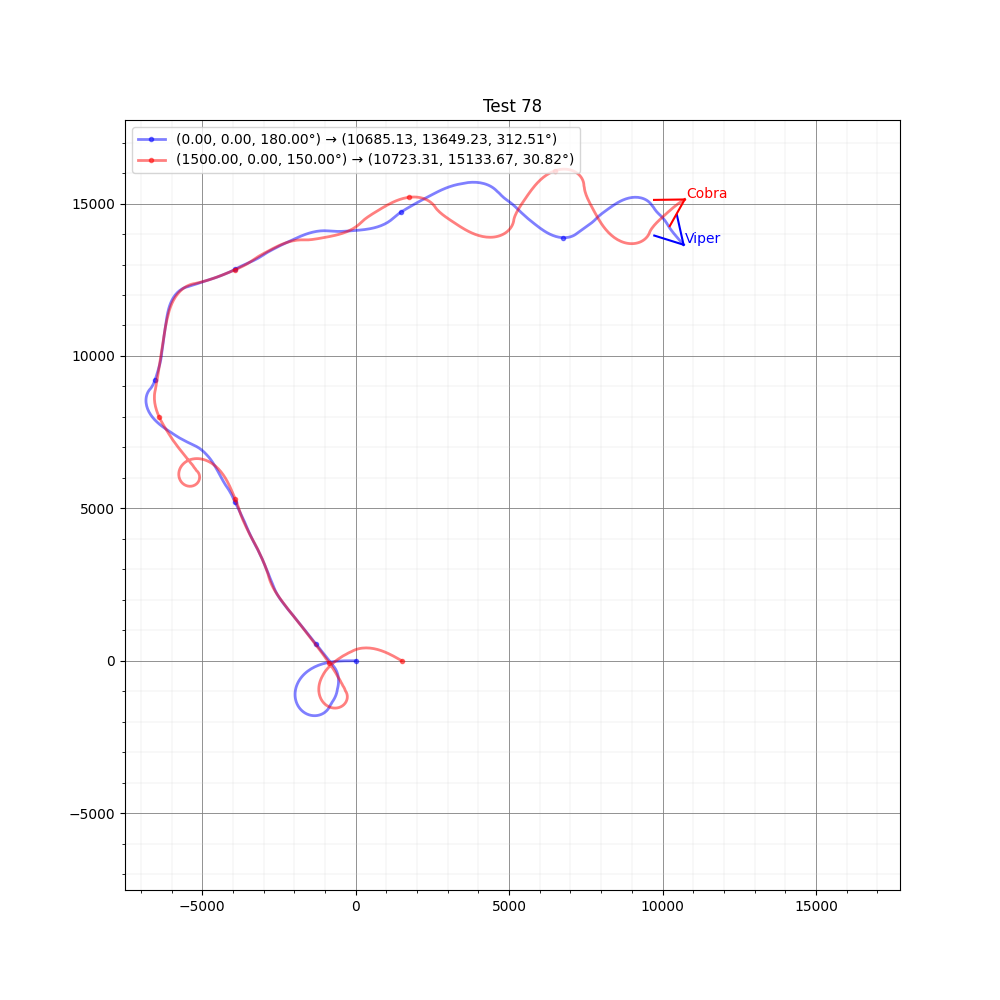 Test 78
(0.00, 0.00, 180.00°) → (10685.13, 13649.23, 312.51°)
(1500.00, 0.00, 150.00°) → (10723.31, 15133.67, 30.82°)
Cobra
Viper
15000
10000
5000
0
−5000
−5000
0
5000
10000
15000